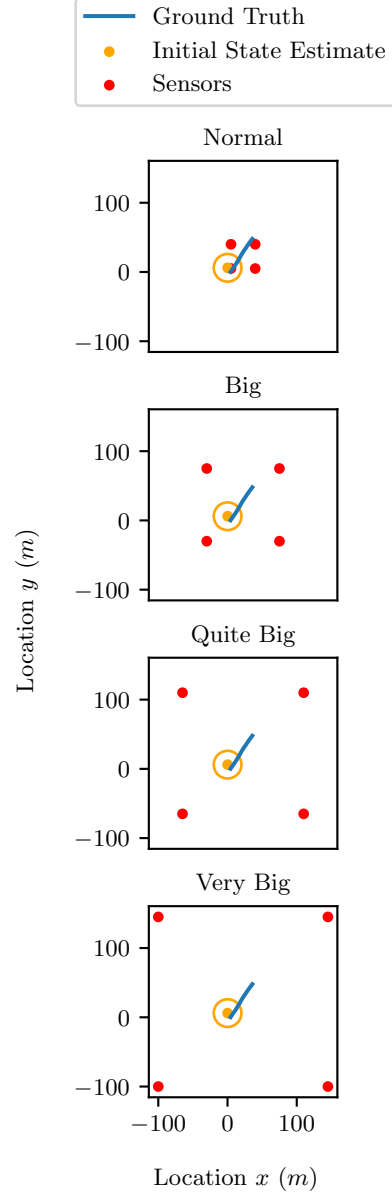 Ground Truth
Initial State Estimate
Sensors
Normal
100
0
−100
Big
100
0
−100
Location y (m)
Quite Big
100
0
−100
Very Big
100
0
−100
−100 0 100
Location x (m)